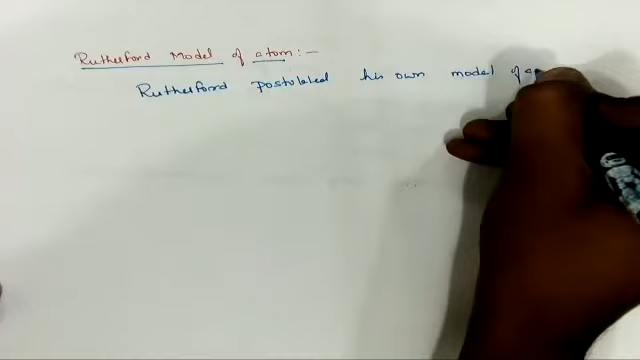 Rutherford Model of atom:-
Rutherford postulated his own model of